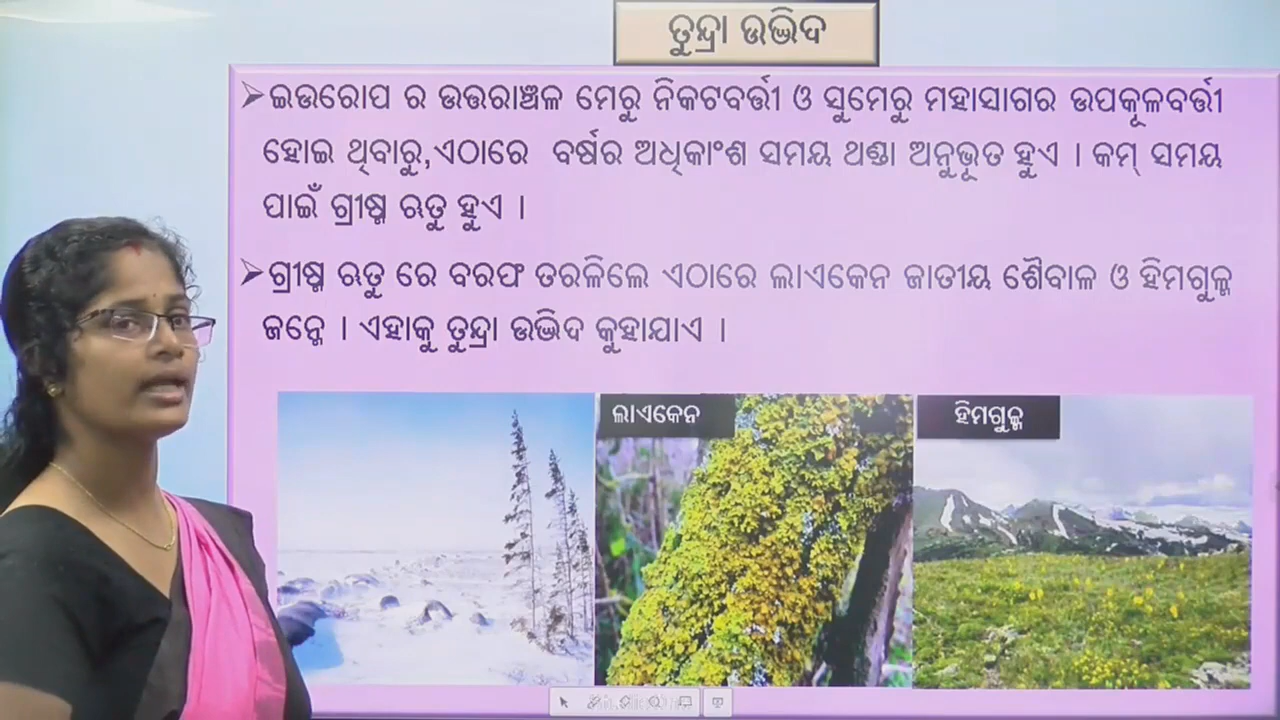 ତୁନ୍ଦ୍ରା ଉଦ୍ଭିଦ
➢ଇଉରୋପ ର ଉତ୍ତରାଞ୍ଚଳ ମେରୁ ନିକଟବର୍ତ୍ତୀ ଓ ସୁମେରୁ ମହାସାଗର ଉପକୂଳବର୍ତ୍ତୀ
ହୋଇ ଥିବାରୁ,ଏଠାରେ ବର୍ଷର ଅଧିକାଂଶ ସମୟ ଥଣ୍ଡା ଅନୁଭୂତ ହୁଏ । କମ୍ ସମୟ
ପାଇଁ ଗ୍ରୀଷ୍ମ ଋତୁ ହୁଏ ।
➢ଗ୍ରୀଷ୍ମ ଋତୁ ରେ ବରଫ ତରଳିଲେ ଏଠାରେ ଲାଏକେନ ଜାତୀୟ ଶୈବାଳ ଓ ହିମଗୁଳ୍ମ
ଜନ୍ମେ । ଏହାକୁ ତୁନ୍ଦ୍ରା ଉଦ୍ଭିଦ କୁହାଯାଏ ।
ଲାଏକେନ
ହିମଗୁଳ୍ମ